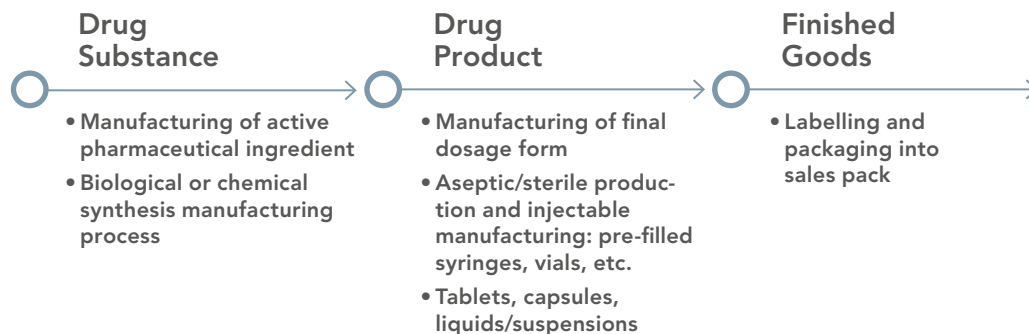 Drug
Substance
• Manufacturing of active
pharmaceutical ingredient
• Biological or chemical
synthesis manufacturing
process
Drug
Product
• Manufacturing of final
dosage form
• Aseptic/sterile produc-
tion and injectable
manufacturing: pre-filled
syringes, vials, etc.
• Tablets, capsules,
liquids/suspensions
Finished
Goods
• Labelling and
packaging into
sales pack